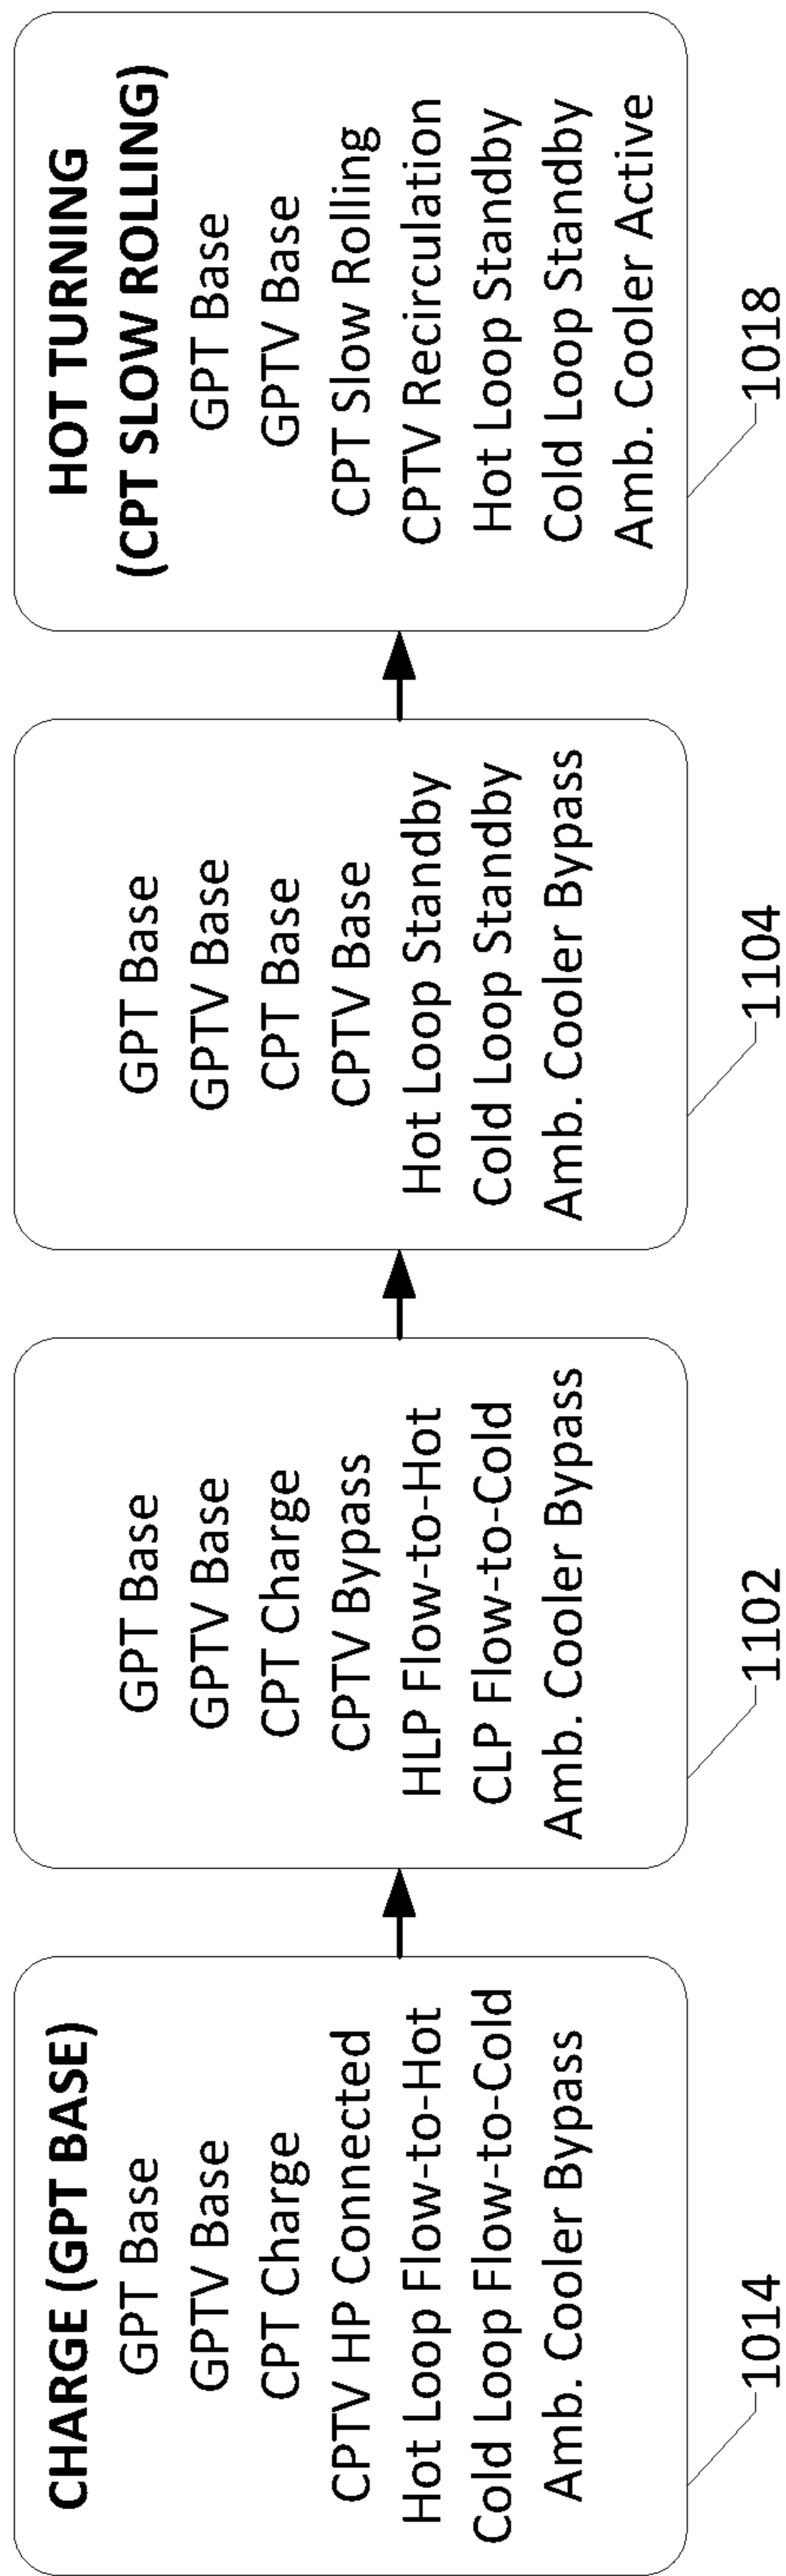 CHARGE (GPT BASE)
GPT Base
GPTV Base
CPT Charge
CPTV HP Connected
Hot Loop Flow-to-Hot
Cold Loop Flow-to-Cold
Amb. Cooler Bypass
1014
GPT Base
GPTV Base
CPT Charge
CPTV Bypass
HLP Flow-to-Hot
CLP Flow-to-Cold
Amb. Cooler Bypass
1102
GPT Base
GPTV Base
CPT Base
CPTV Base
Hot Loop Standby
Cold Loop Standby
Amb. Cooler Bypass
1104
HOT TURNING
(CPT SLOW ROLLING)
GPT Base
GPTV Base
CPT Slow Rolling
CPTV Recirculation
Hot Loop Standby
Cold Loop Standby
Amb. Cooler Active
1018